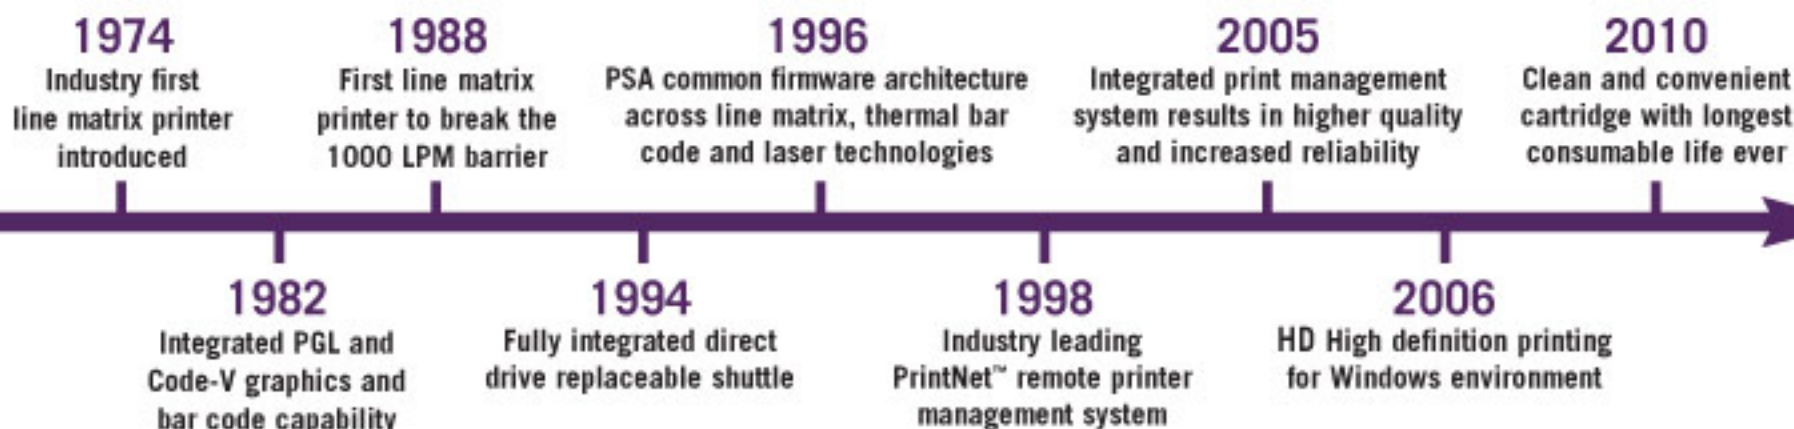 1974
Industry first
line matrix printer
introduced
1988
First line matrix
printer to break the
1000 LPM barrier
1996
PSA common firmware architecture
across line matrix, thermal bar
code and laser technologies
2005
Integrated print management
system results in higher quality
and increased reliability
2010
Clean and convenient
cartridge with longest
consumable life ever
1982
Integrated PGL and
Code-V graphics and
bar code capability
1994
Fully integrated direct
drive replaceable shuttle
1998
Industry leading
PrintNet™ remote printer
management system
2006
HD High definition printing
for Windows environment